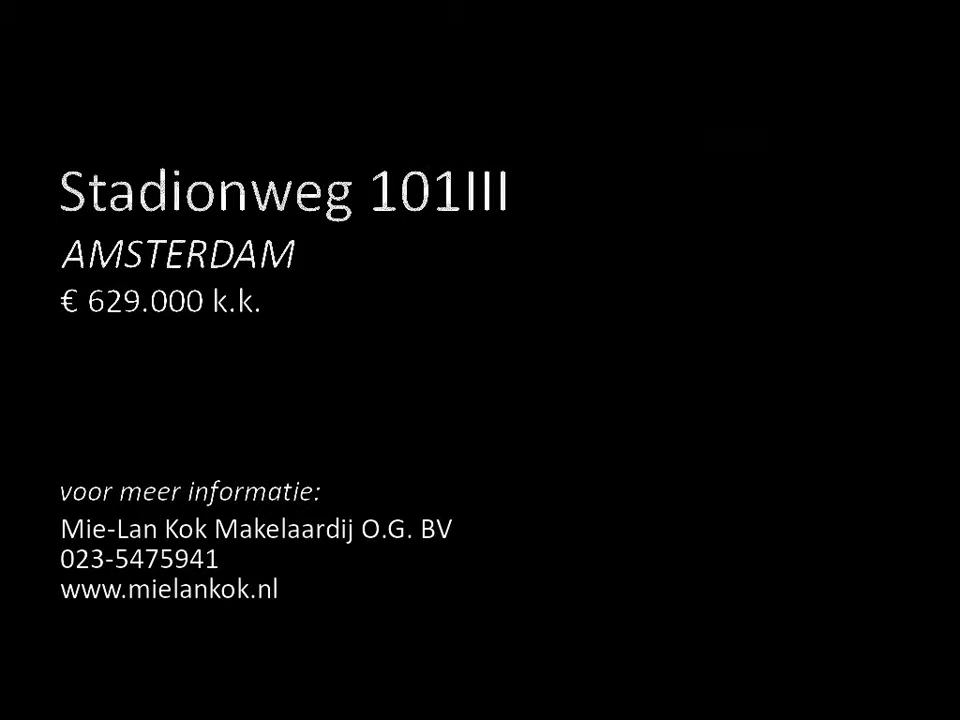 Stadionweg 101III
AMSTERDAM
€ 629.000 k.k.
voor meer informatie:
Mie-Lan Kok Makelaardij O.G. BV
023-5475941
www.mielankok.nl